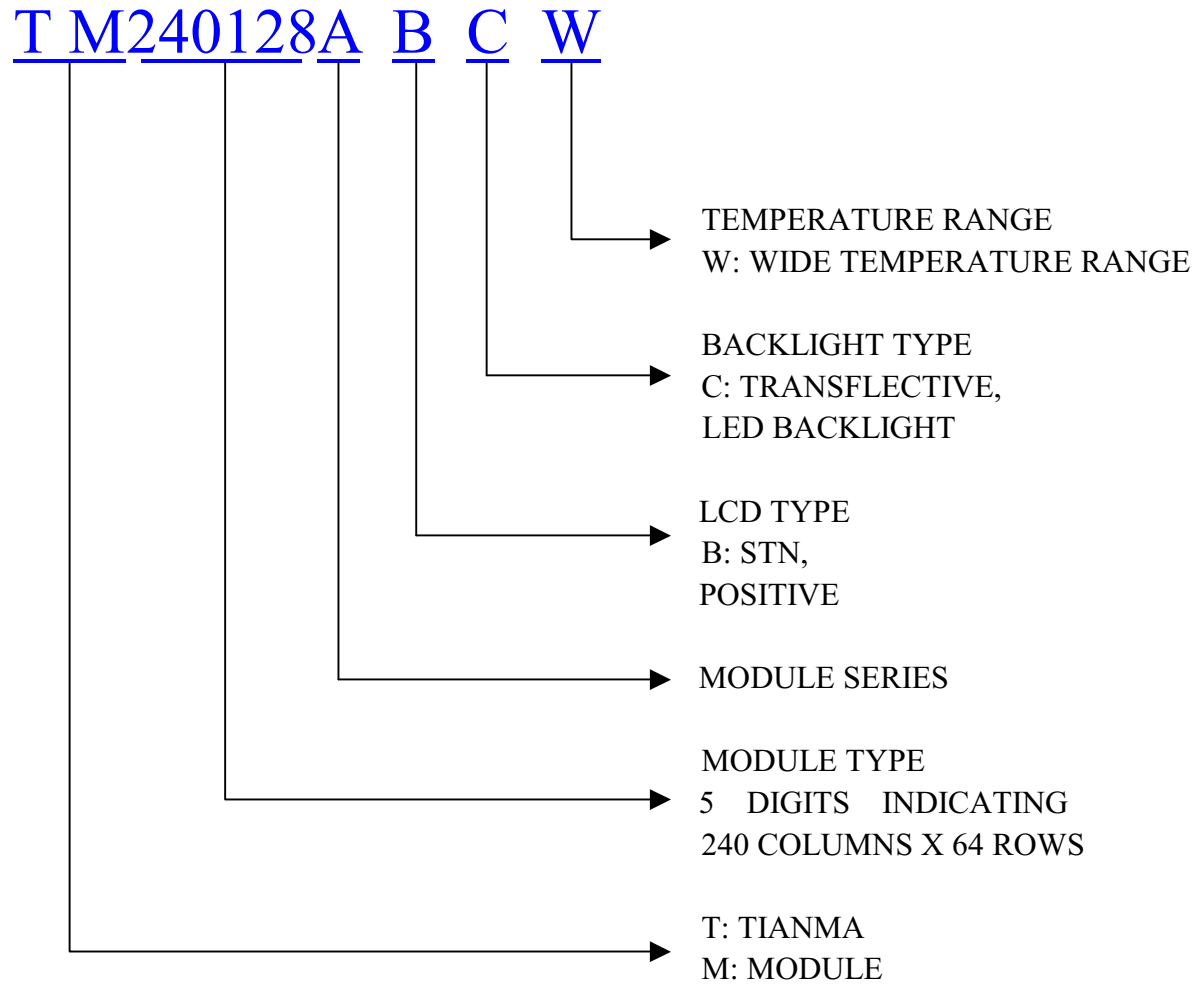 T M240128A B C W
TEMPERATURE RANGE
W: WIDE TEMPERATURE RANGE
BACKLIGHT TYPE
C: TRANSFLECTIVE,
LED BACKLIGHT
LCD TYPE
B: STN,
POSITIVE
MODULE SERIES
MODULE TYPE
5 DIGITS INDICATING
240 COLUMNS X 64 ROWS
T: TIANMA
M: MODULE